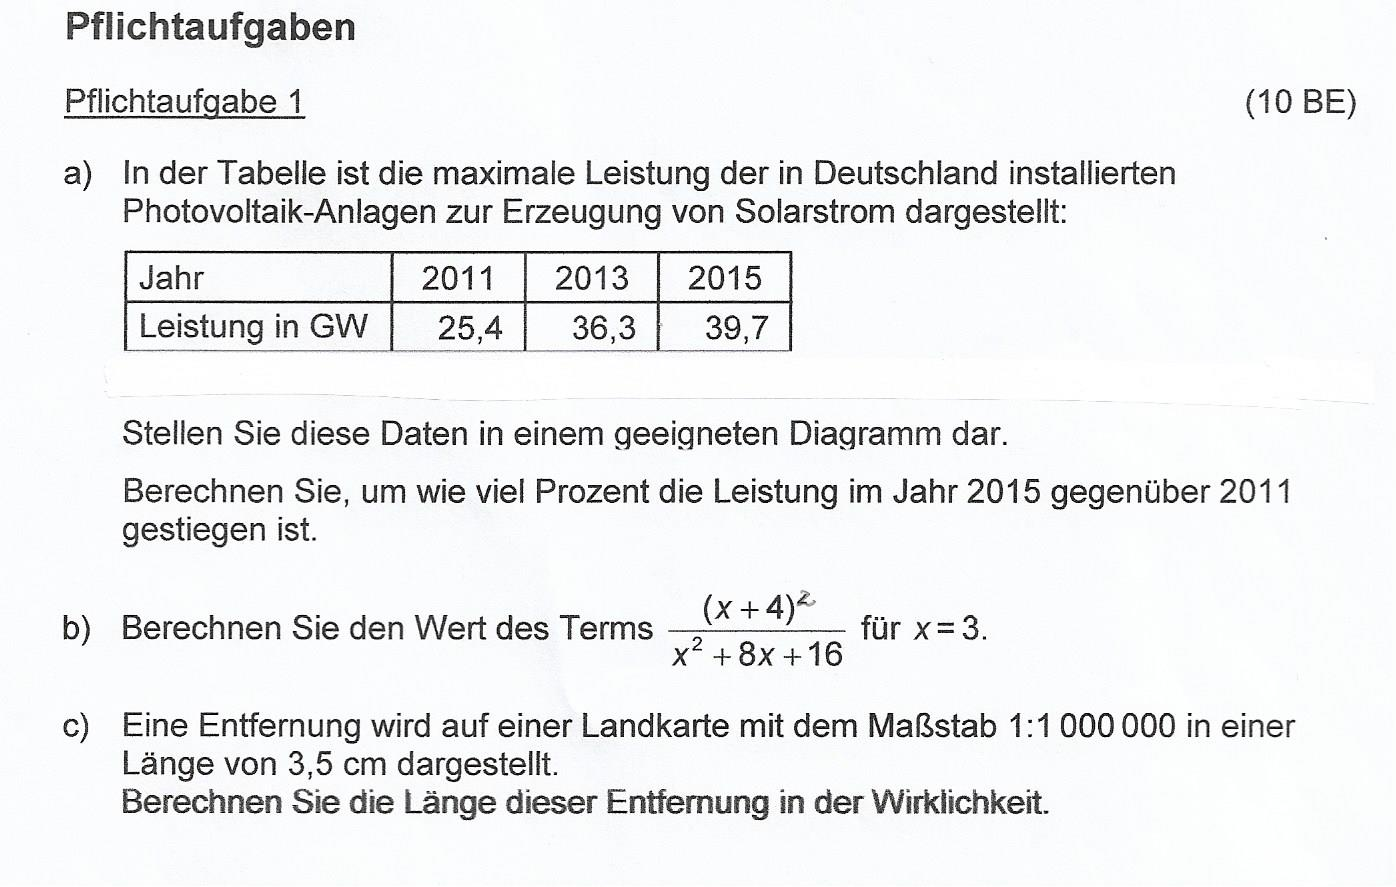 Pflichtaufgaben
Pflichtaufgabe 1 (10 BE)
a) In der Tabelle ist die maximale Leistung der in Deutschland installierten
Photovoltaik-Anlagen zur Erzeugung von Solarstrom dargestellt:
Jahr 2011 2013 2015
Leistung in GW 25,4 36,3 39,7
Stellen Sie diese Daten in einem geeigneten Diagramm dar.
Berechnen Sie, um wie viel Prozent die Leistung im Jahr 2015 gegenüber 2011
gestiegen ist.
b) Berechnen Sie den Wert des Terms (x + 4)² / x² + 8x + 16 für x = 3.
c) Eine Entfernung wird auf einer Landkarte mit dem Maßstab 1:1 000 000 in einer
Länge von 3,5 cm dargestellt.
Berechnen Sie die Länge dieser Entfernung in der Wirklichkeit.